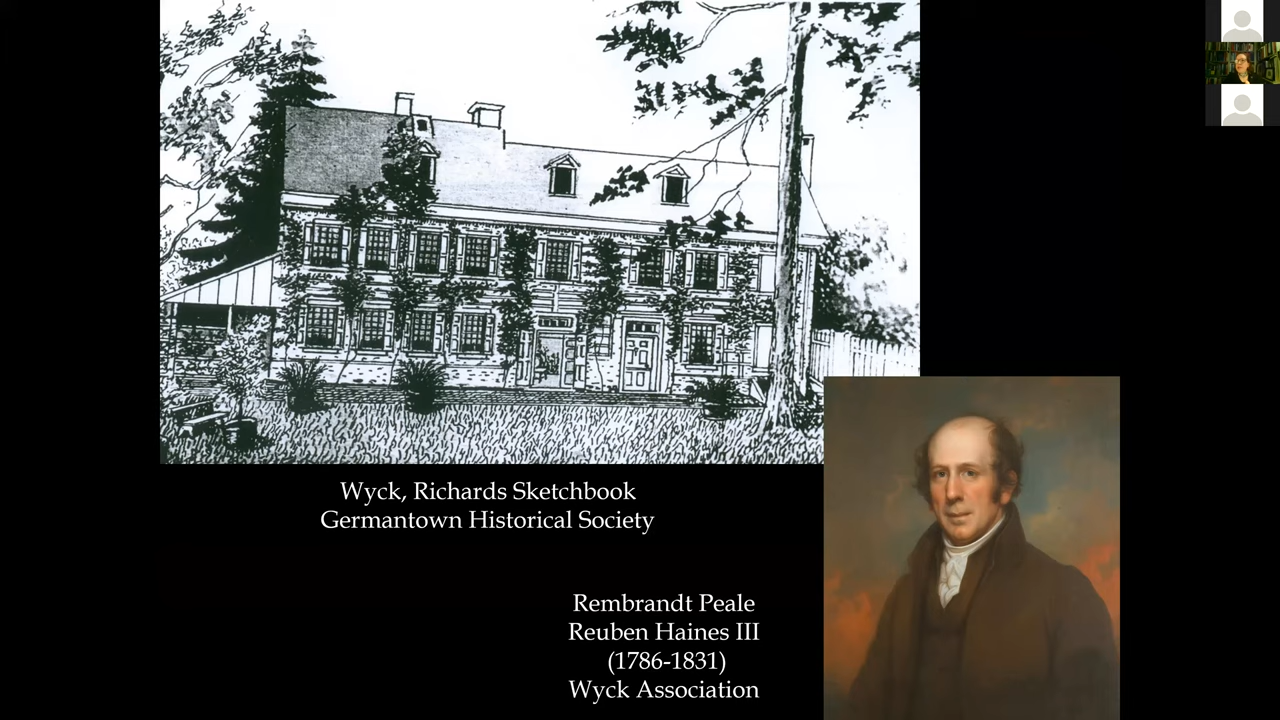 Wyck, Richards Sketchbook
Germantown Historical Society
Rembrandt Peale
Reuben Haines III
(1786-1831)
Wyck Association